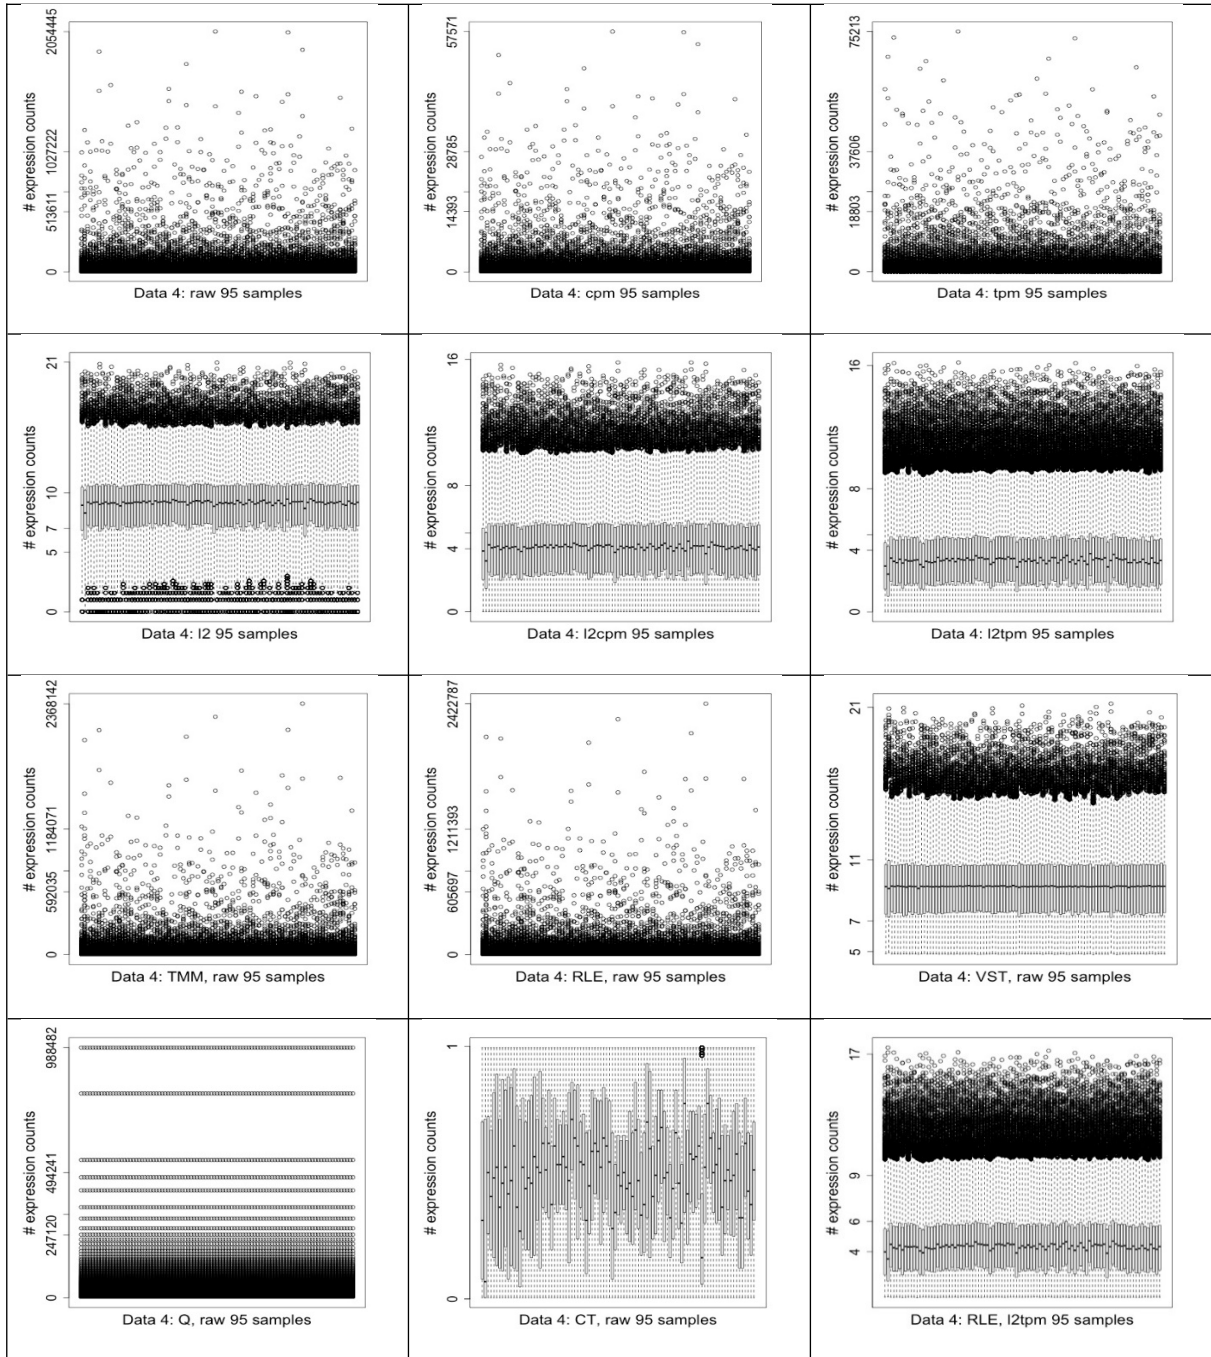 2054445
1027222
513611
0
# expression counts
Data 4: raw 95 samples
57571
28785
14393
0
# expression counts
Data 4: cpm 95 samples
75213
37606
18803
0
# expression counts
Data 4: tpm 95 samples
21
10
7
5
0
# expression counts
Data 4: l2 95 samples
16
8
4
0
# expression counts
Data 4: l2cpm 95 samples
16
8
4
0
# expression counts
Data 4: l2tpm 95 samples
2368142
1184071
592035
0
# expression counts
Data 4: TMM, raw 95 samples
2422787
1211393
605697
0
# expression counts
Data 4: RLE, raw 95 samples
21
11
7
5
# expression counts
Data 4: VST, raw 95 samples
988482
494241
247120
0
# expression counts
Data 4: Q, raw 95 samples
1
0
# expression counts
Data 4: CT, raw 95 samples
17
9
6
4
# expression counts
Data 4: RLE, l2tpm 95 samples